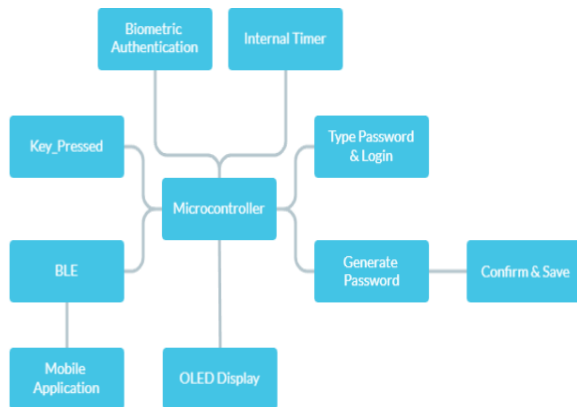 Biometric
Authentication
Internal Timer
Key_Pressed
Type Password
& Login
Microcontroller
BLE
Generate
Password
Confirm & Save
Mobile
Application
OLED Display